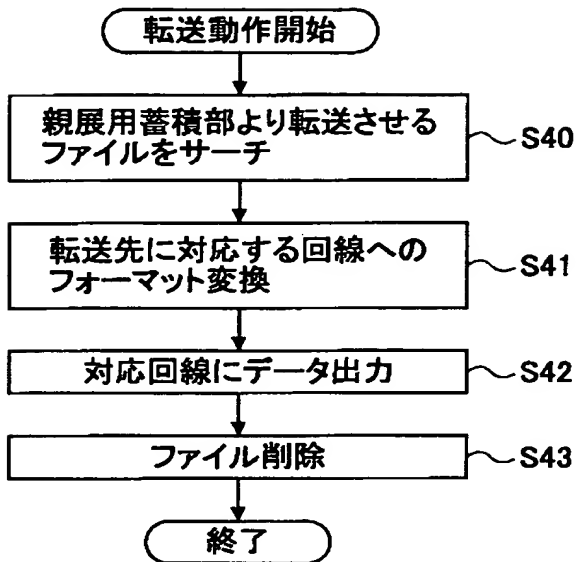 転送動作開始
親展用蓄積部より転送させる
ファイルをサーチ
S40
転送先に対応する回線への
フォーマット変換
S41
対応回線にデータ出力
S42
ファイル削除
S43
終了